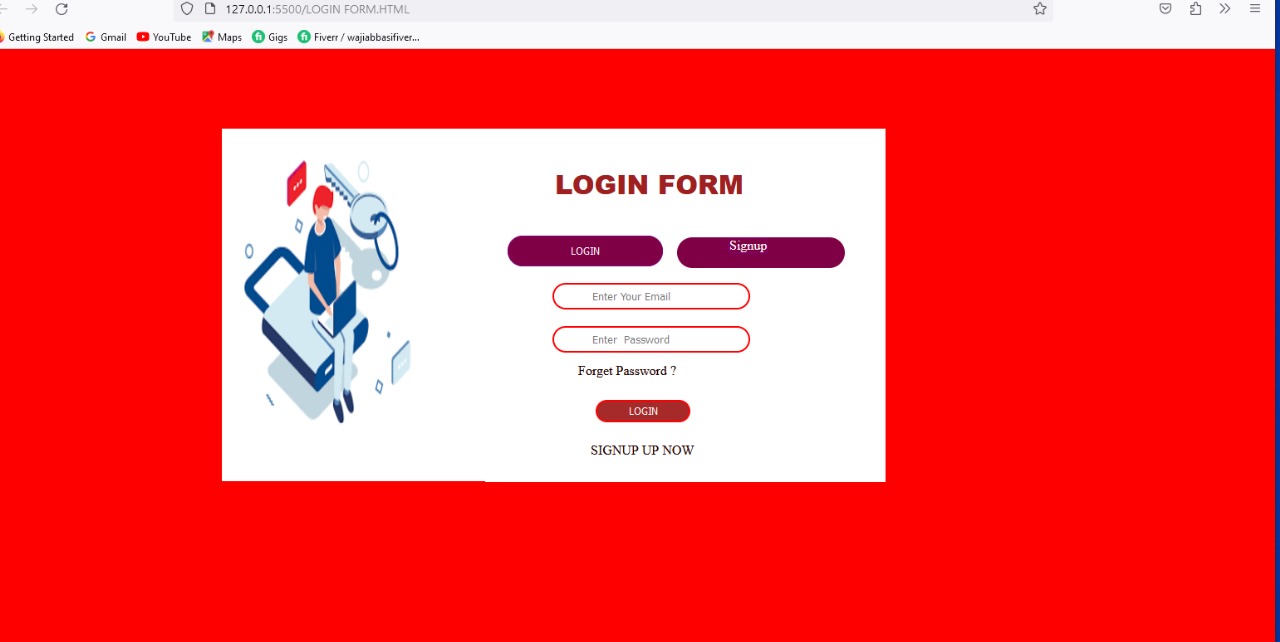 127.0.0.1:5500/LOGIN FORM.HTML
Getting Started Gmail YouTube Maps Gigs Fiverr / wajiabbasifiver...
LOGIN FORM
LOGIN Signup
Enter Your Email
Enter Password
Forget Password ?
LOGIN
SIGNUP UP NOW